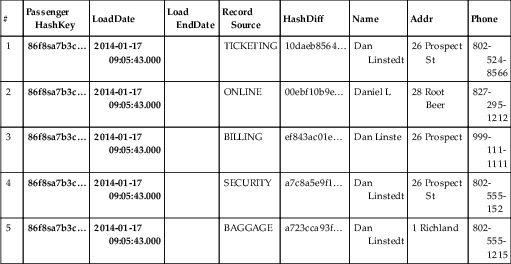 # Passenger HashKey LoadDate Load EndDate Record Source HashDiff Name Addr Phone
1 86f8sa7b3c... 2014-01-17 09:05:43.000 TICKETING 10daeb8564... Dan Linstedt 26 Prospect St 802-524-8566
2 86f8sa7b3c... 2014-01-17 09:05:43.000 ONLINE 00ebf10b9e... Daniel L 28 Root Beer 827-295-1212
3 86f8sa7b3c... 2014-01-17 09:05:43.000 BILLING ef843ac01e... Dan Linste 26 Prospect 999-111-1111
4 86f8sa7b3c... 2014-01-17 09:05:43.000 SECURITY a7c8a5e9f1... Dan Linstedt 26 Prospect St 802-555-152
5 86f8sa7b3c... 2014-01-17 09:05:43.000 BAGGAGE a723cca93f... Dan Linstedt 1 Richland 802-555-1215